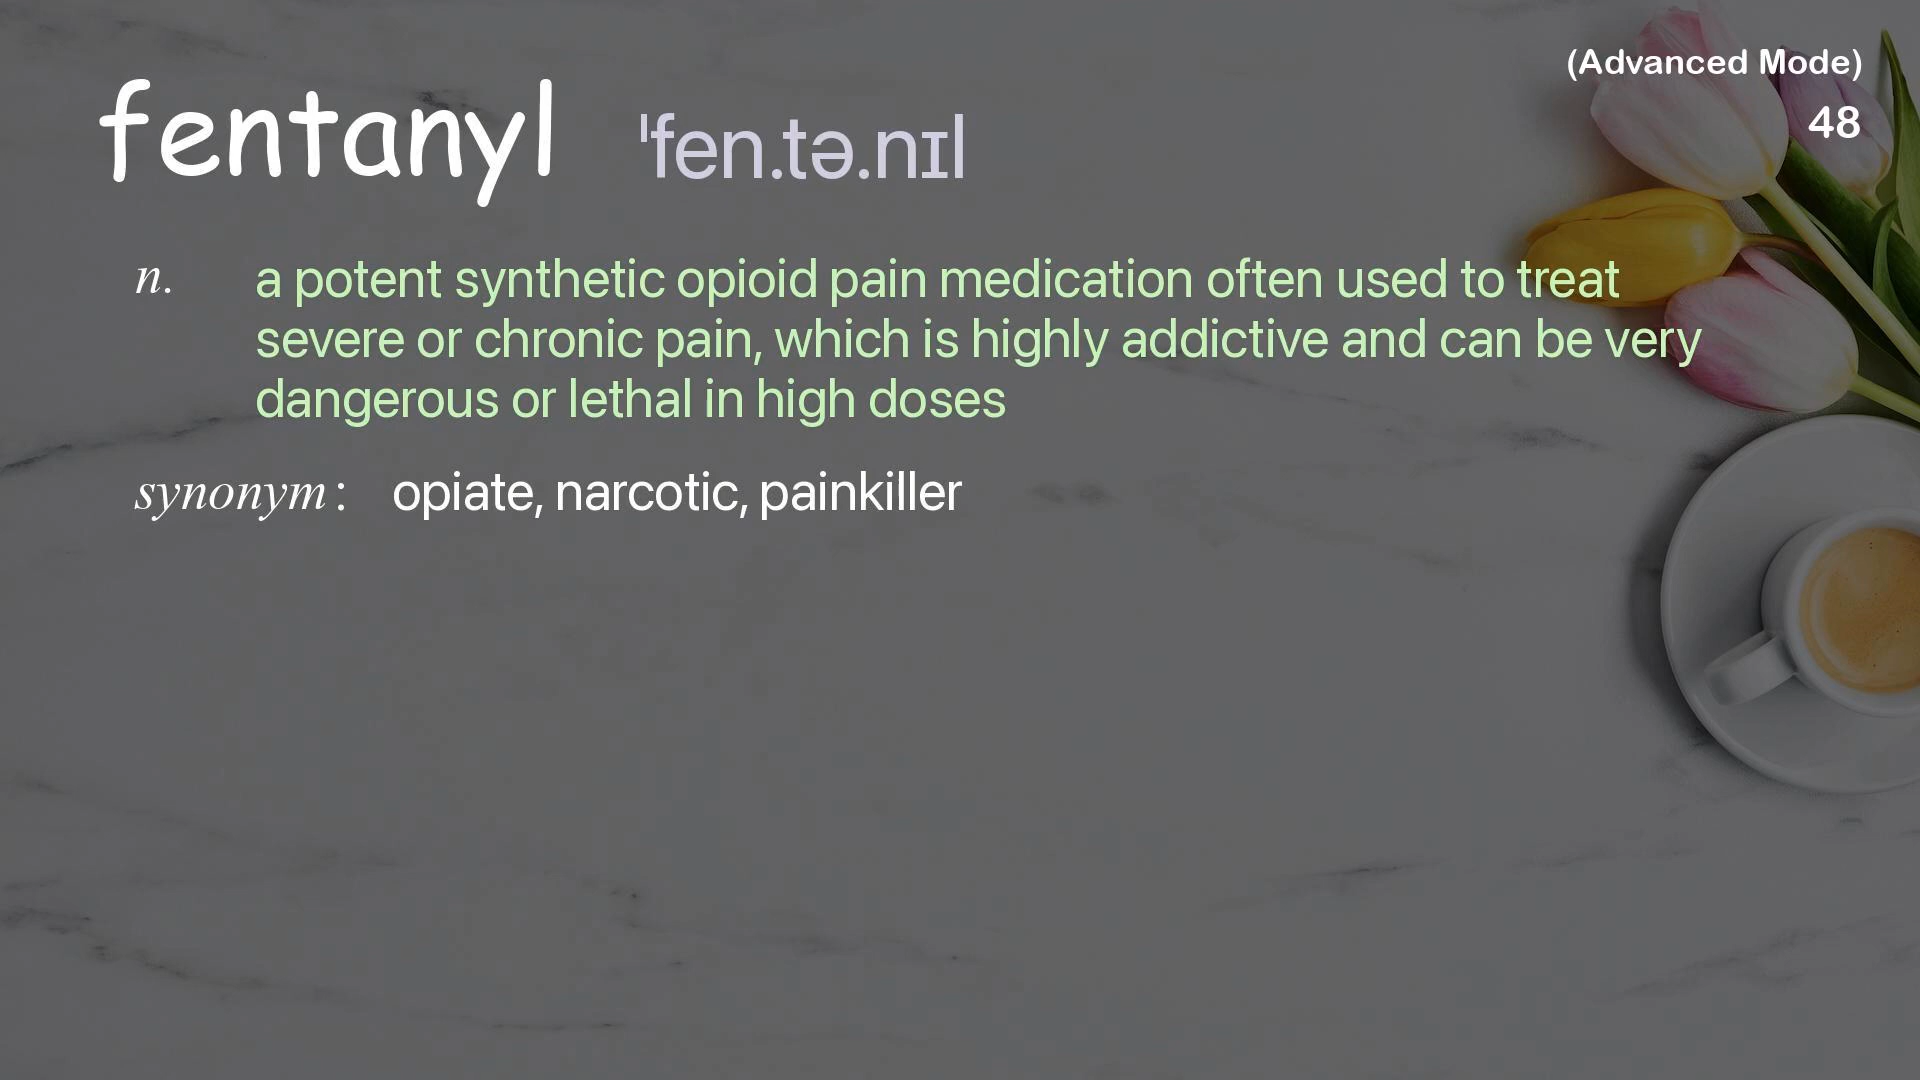 (Advanced Mode)
48
fentanyl ˈfen.tə.nɪl
n. a potent synthetic opioid pain medication often used to treat
severe or chronic pain, which is highly addictive and can be very
dangerous or lethal in high doses
synonym: opiate, narcotic, painkiller